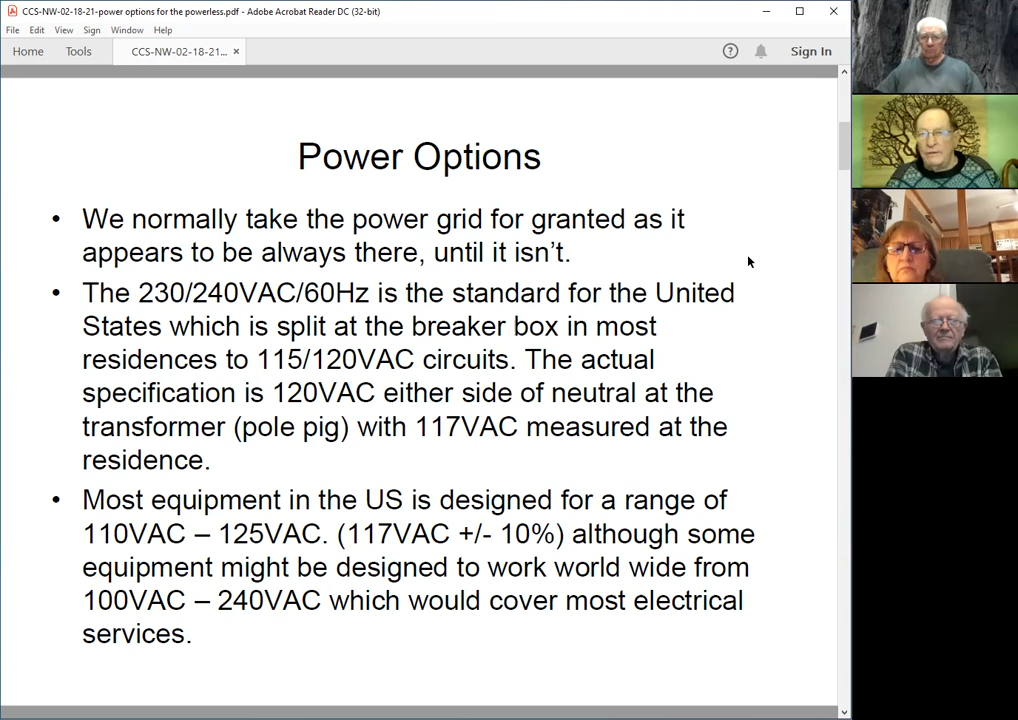 CCS-NW-02-18-21-power options for the powerless.pdf - Adobe Acrobat Reader DC (32-bit)
File Edit View Sign Window Help
Home Tools CCS-NW-02-18-21... × Sign In
Power Options
• We normally take the power grid for granted as it
appears to be always there, until it isn’t.
• The 230/240VAC/60Hz is the standard for the United
States which is split at the breaker box in most
residences to 115/120VAC circuits. The actual
specification is 120VAC either side of neutral at the
transformer (pole pig) with 117VAC measured at the
residence.
• Most equipment in the US is designed for a range of
110VAC – 125VAC. (117VAC +/- 10%) although some
equipment might be designed to work world wide from
100VAC – 240VAC which would cover most electrical
services.